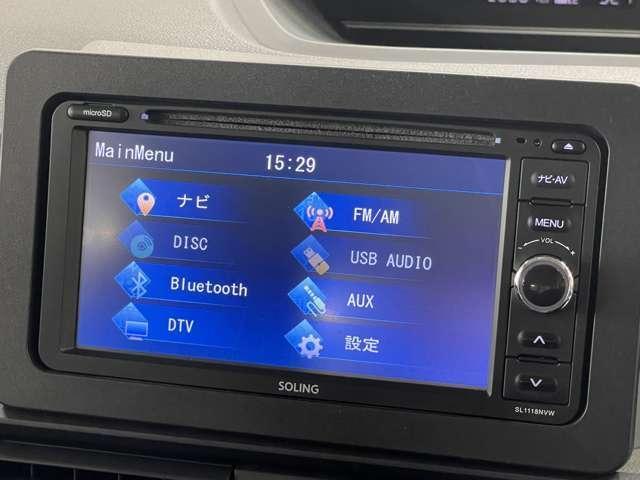 microSD
MainMenu
15:29
ナビ
FM/AM
DISC
USB AUDIO
Bluetooth
AUX
DTV
設定
ナビ・AV
MENU
VOL
SOLING
SL1118NVW